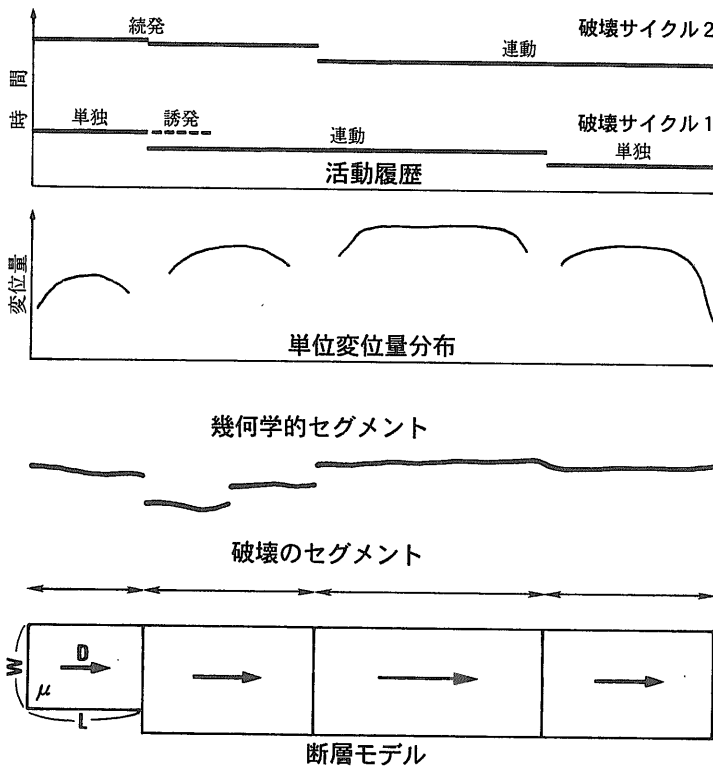 続発
破壊サイクル2
連動
時間
単独
誘発
連動
破壊サイクル1
単独
活動履歴
変位量
単位変位量分布
幾何学的セグメント
破壊のセグメント
W
D
μ
L
断層モデル